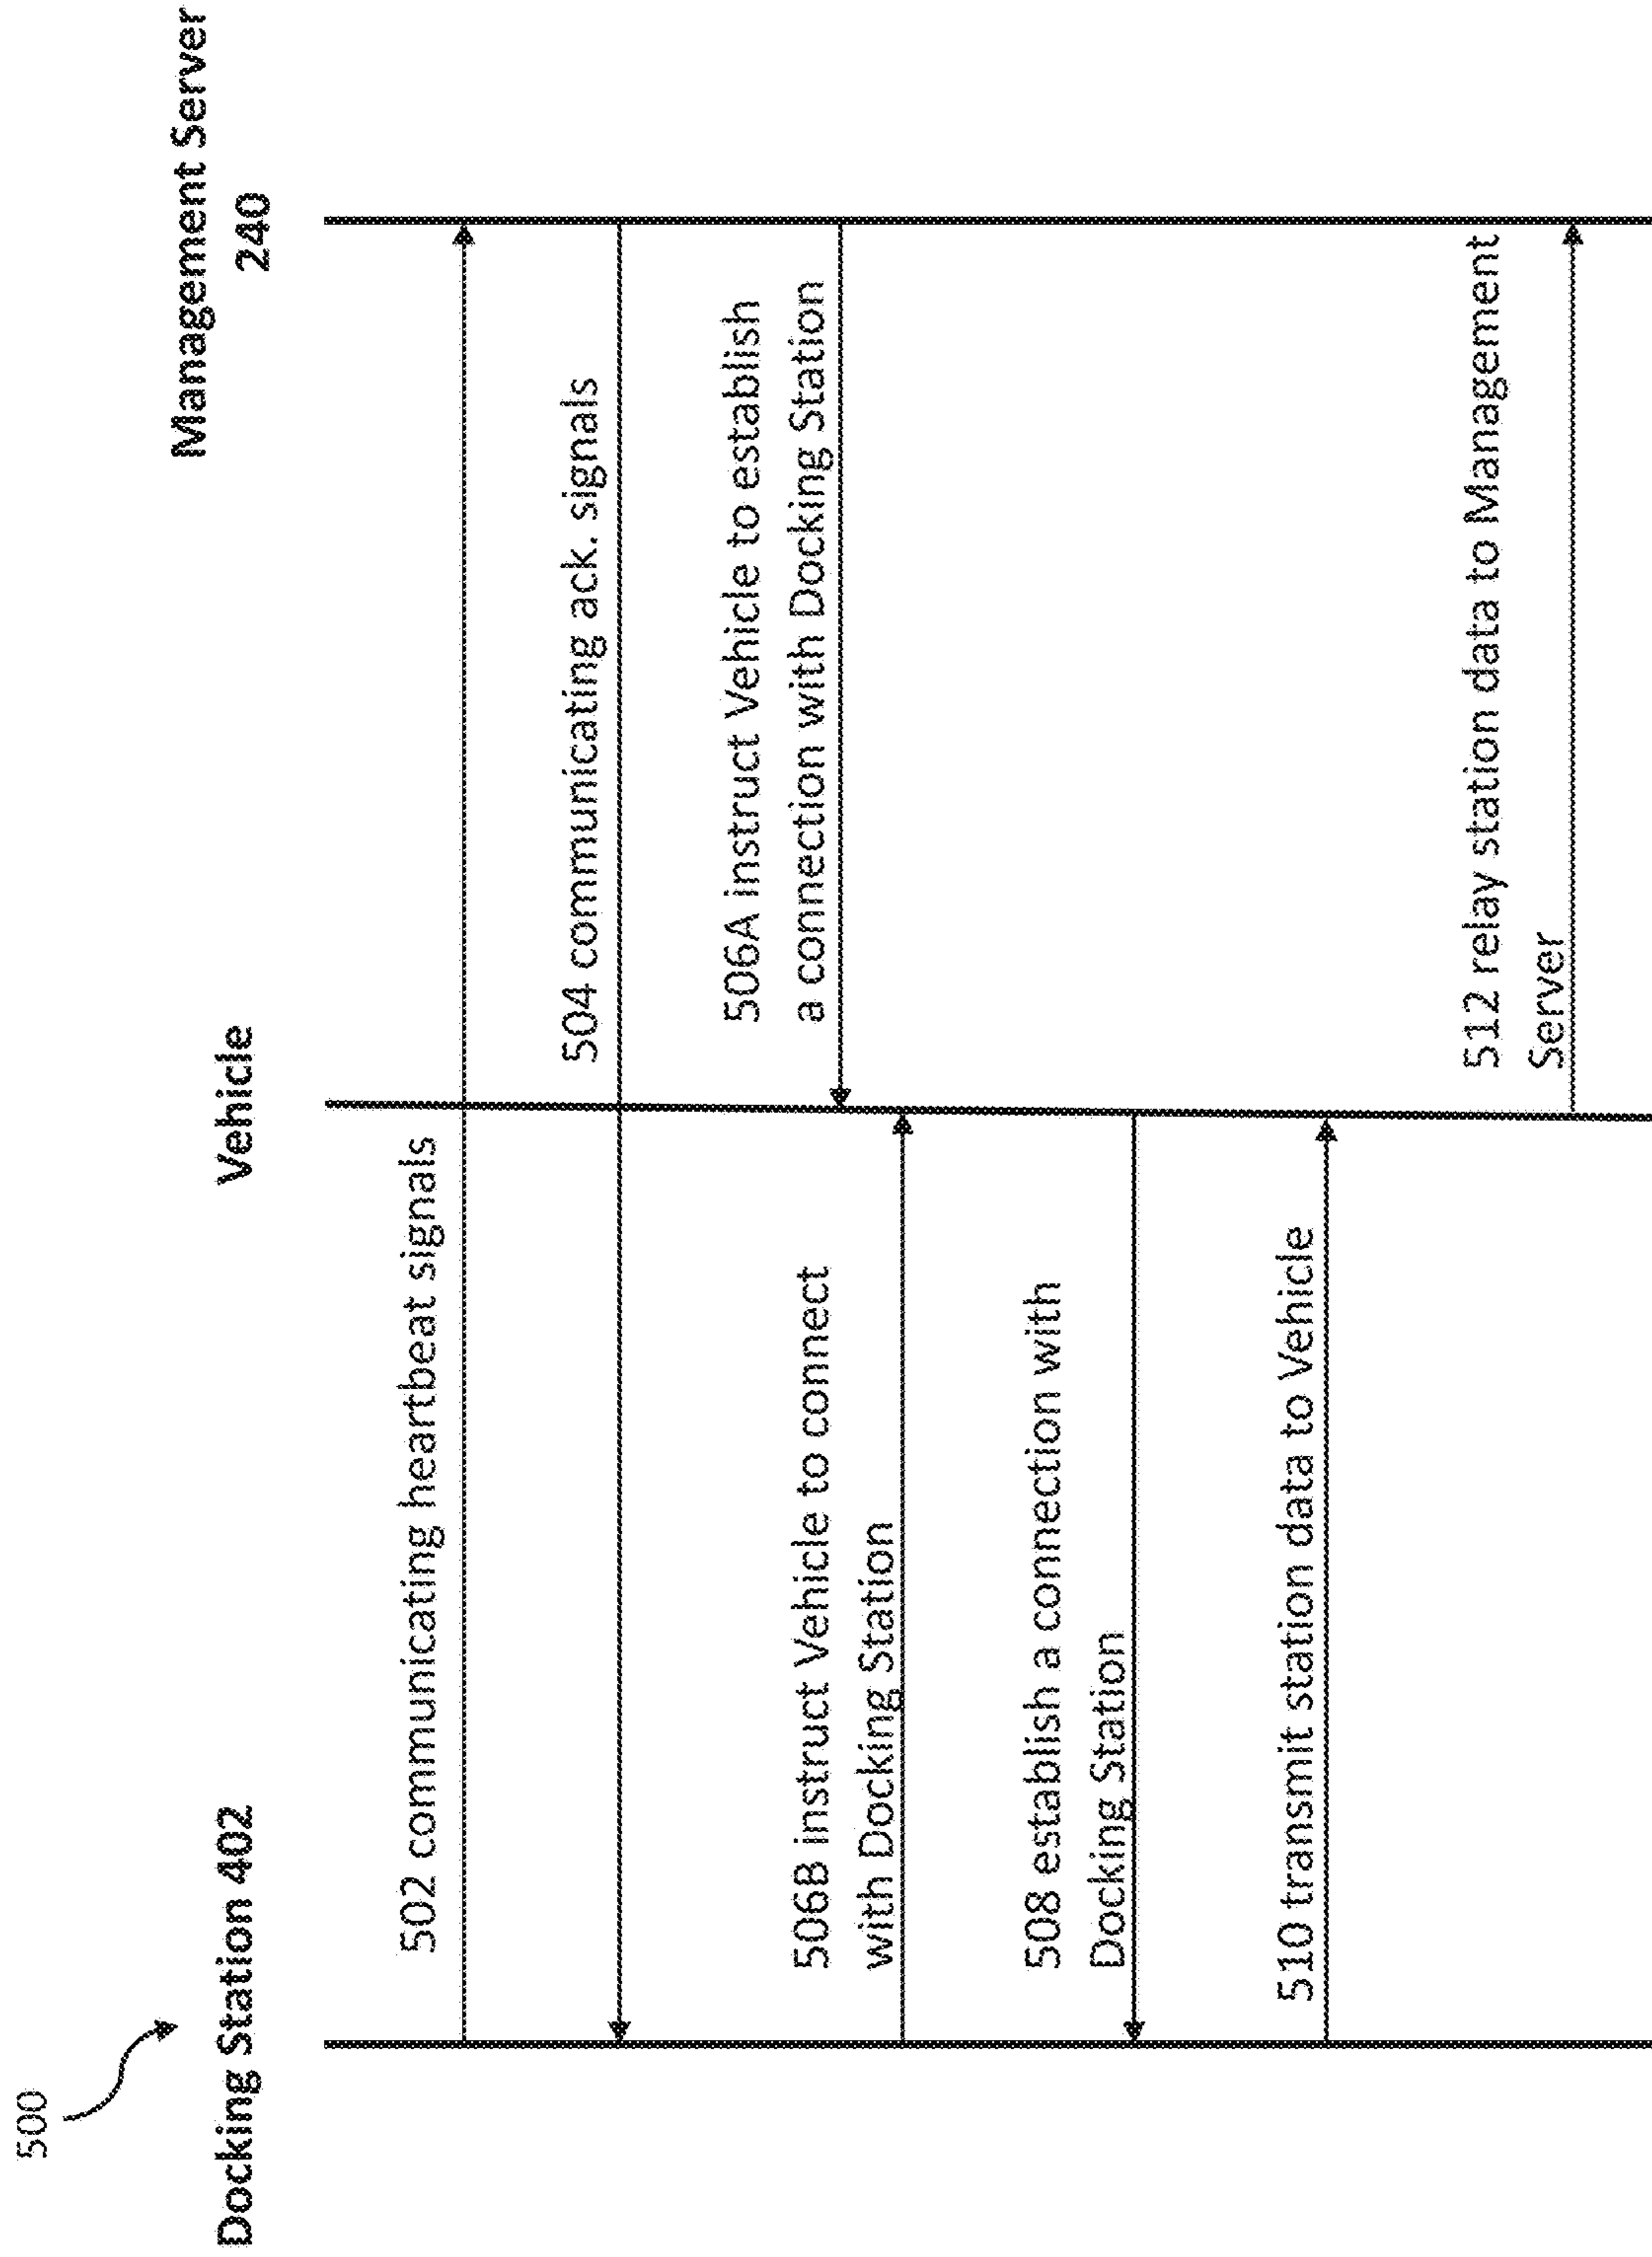 500
Docking Station 402
Vehicle
Management Server
240
502 communicating heartbeat signals
504 communicating ack. signals
506A instruct Vehicle to establish
a connection with Docking Station
506B instruct Vehicle to connect
with Docking Station
508 establish a connection with
Docking Station
510 transmit station data to Vehicle
512 relay station data to Management
Server